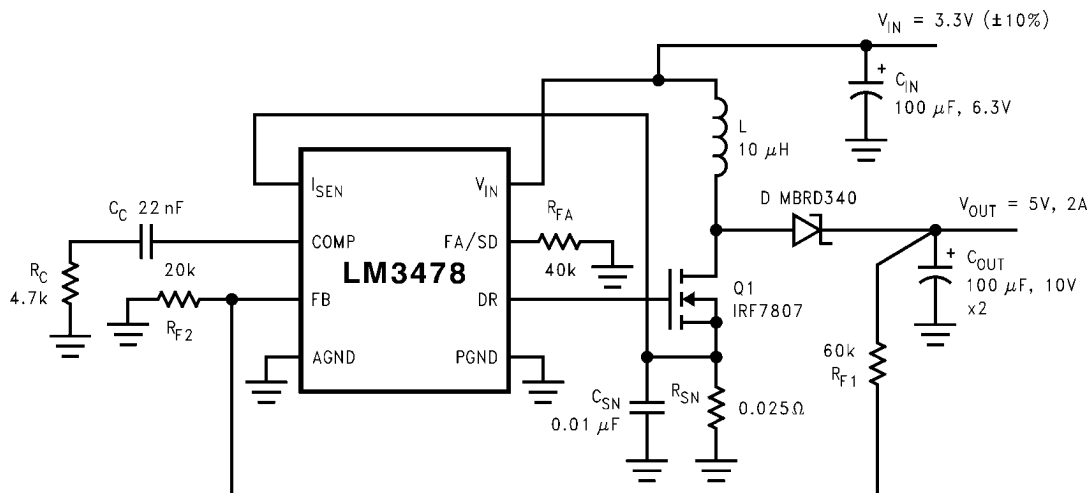 V_IN = 3.3V (±10%)
+
C_IN
100 μF, 6.3V
L
10 μH
I_SEN
V_IN
D MBRD340
V_OUT = 5V, 2A
C_C 22 nF
R_FA
COMP
FA/SD
40k
R_C
4.7k
20k
LM3478
+
C_OUT
100 μF, 10V
x2
FB
DR
Q1
IRF7807
R_F2
60k
R_F1
AGND
PGND
C_SN
0.01 μF
R_SN
0.025Ω